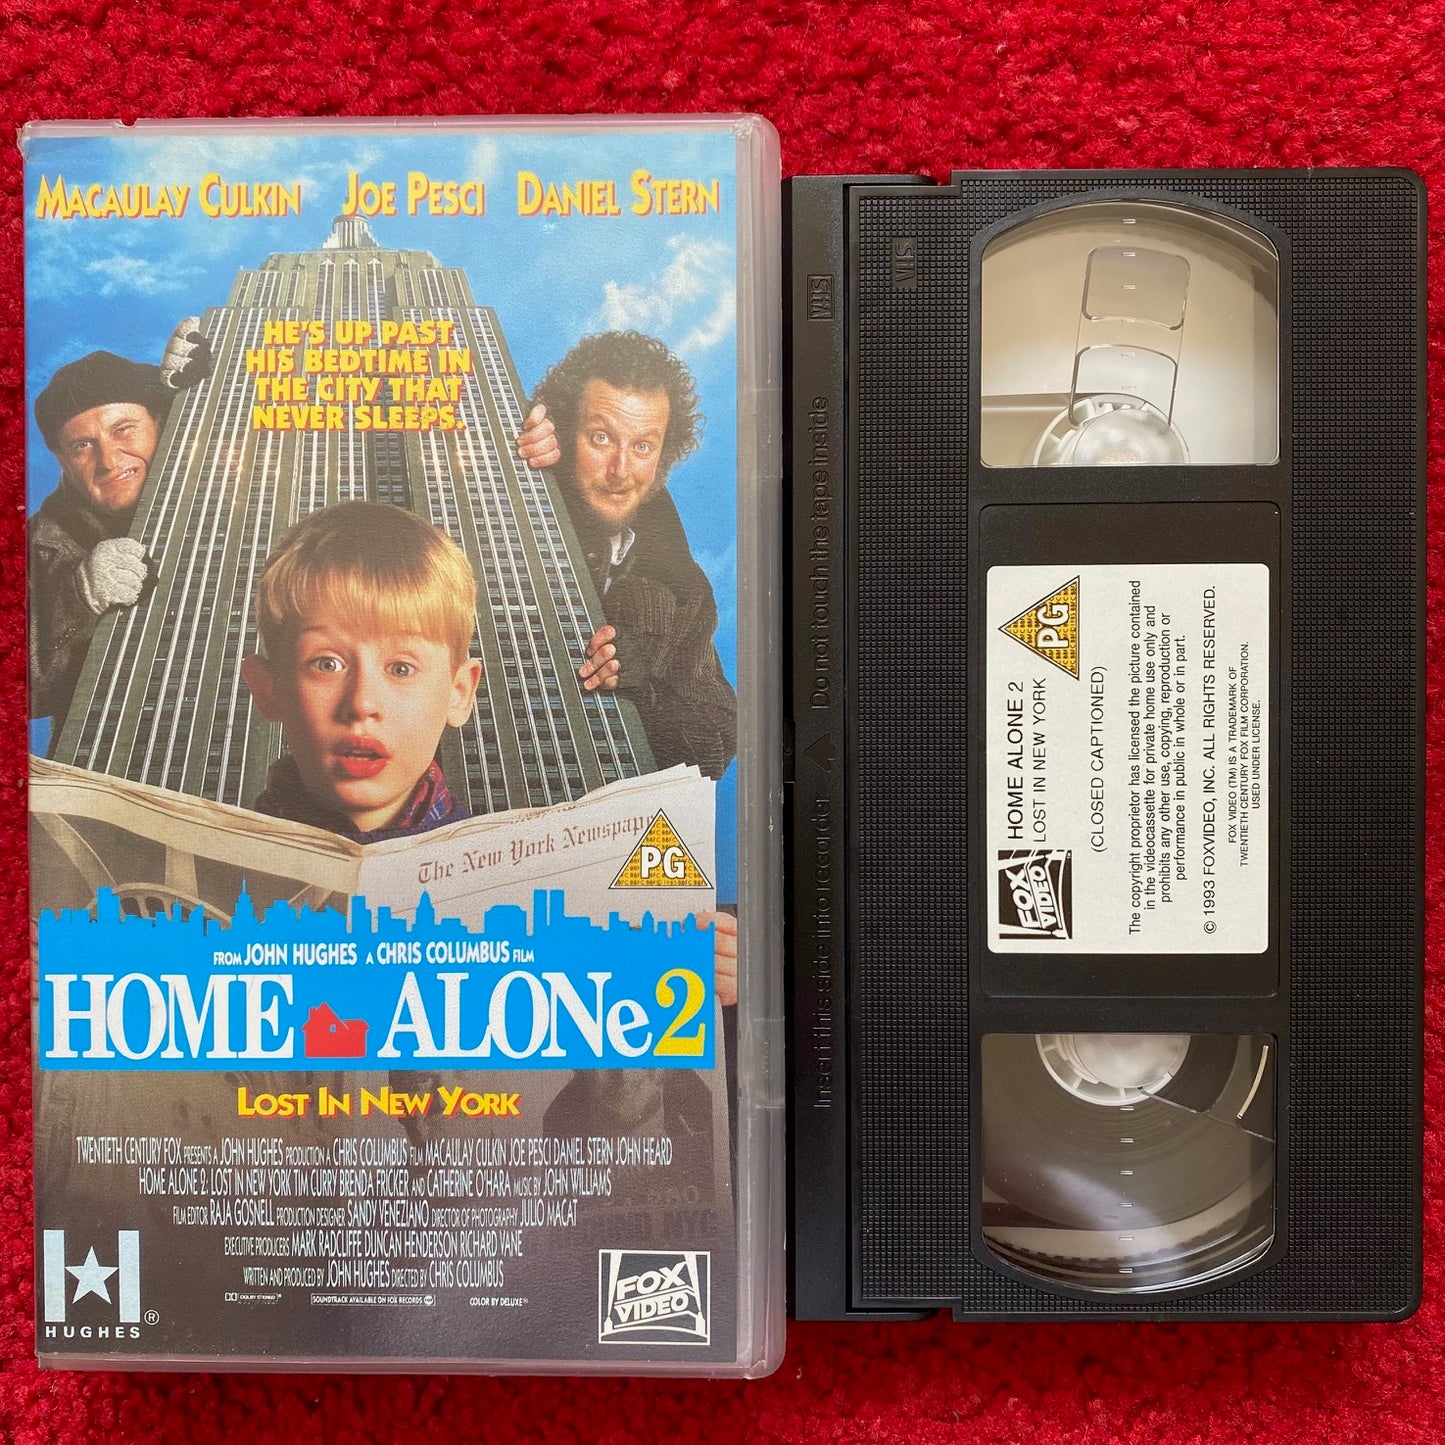 MACAULAY CULKIN JOE PESCI DANIEL STERN
HE'S UP PAST
HIS BEDTIME IN
THE CITY THAT
NEVER SLEEPS.
The New York Newspape
PG
FROM JOHN HUGHES A CHRIS COLUMBUS FILM
HOME ALONe 2
LOST IN NEW YORK
TWENTIETH CENTURY FOX PRESENTS A JOHN HUGHES PRODUCTION A CHRIS COLUMBUS FILM MACAULAY CULKIN JOE PESCI DANIEL STERN JOHN HEARD
HOME ALONE 2: LOST IN NEW YORK TIM CURRY BRENDA FRICKER AND CATHERINE O'HARA MUSIC BY JOHN WILLIAMS
FILM EDITOR RAJA GOSNELL PRODUCTION DESIGNER SANDY VENEZIANO DIRECTOR OF PHOTOGRAPHY JULIO MACAT
EXECUTIVE PRODUCERS MARK RADCLIFFE DUNCAN HENDERSON RICHARD VANE
WRITTEN AND PRODUCED BY JOHN HUGHES DIRECTED BY CHRIS COLUMBUS
DOLBY STEREO SOUNDTRACK AVAILABLE ON FOX RECORDS COLOR BY DELUXE®
H
HUGHES®
FOX
VIDEO
VHS
Do not touch the tape inside
Insert this side into recorder
VHS
FOX
VIDEO
TM
HOME ALONE 2
LOST IN NEW YORK
PG
(CLOSED CAPTIONED)
The copyright proprietor has licensed the picture contained
in the videocassette for private home use only and
prohibits any other use, copying, reproduction or
performance in public in whole or in part.
© 1993 FOXVIDEO, INC. ALL RIGHTS RESERVED.
FOX VIDEO (TM) IS A TRADEMARK OF
TWENTIETH CENTURY FOX FILM CORPORATION.
USED UNDER LICENSE.